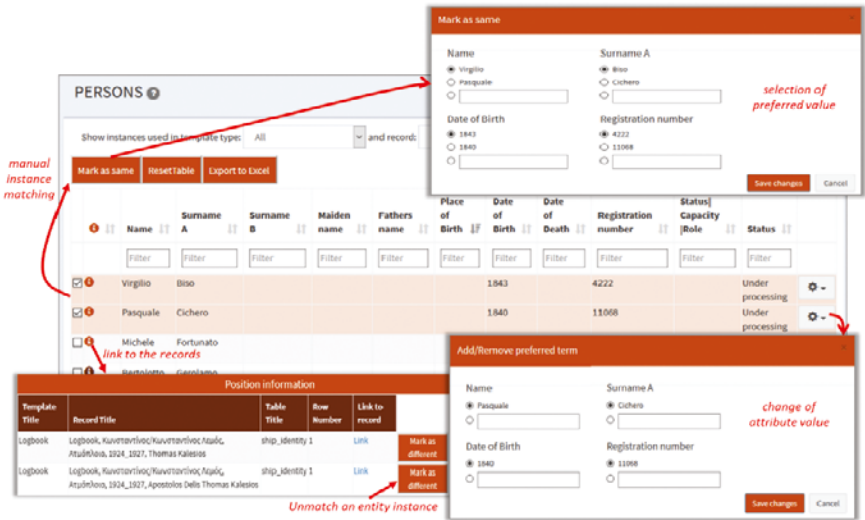 Mark as same
Name Surname A
Virgilio Biso
Pasquale Cichero
selection of
preferred value
Date of Birth Registration number
1843 4222
1840 11068
Save changes Cancel
PERSONS
Show instances used in template type: All and record:
manual
instance
matching
Mark as same ResetTable Export to Excel
Name Surname A Surname B Maiden name Fathers name Place of Birth Date of Birth Date of Death Registration number Status| Capacity |Role Status
Filter Filter Filter Filter Filter Filter Filter Filter Filter Filter Filter
Virgilio Biso 1843 4222 Under processing
Pasquale Cichero 1840 11068 Under processing
Michele Fortunato
link to the records
Bertolotto Gerolamo
Position information
Template Title Record Title Table Title Row Number Link to record
Logbook Logbook, Κωνσταντίνος/Κωνσταντίνος Λεμός, ship_identity 1 Link Mark as different
Ατμόπλοιο, 1924_1927, Thomas Kalesios
Logbook Logbook, Κωνσταντίνος/Κωνσταντίνος Λεμός, ship_identity 1 Link Mark as different
Ατμόπλοιο, 1924_1927, Apostolos Delis Thomas Kalesios
Unmatch an entity instance
Add/Remove preferred term
Name Surname A
Pasquale Cichero
change of
attribute value
Date of Birth Registration number
1840 11068
Save changes Cancel